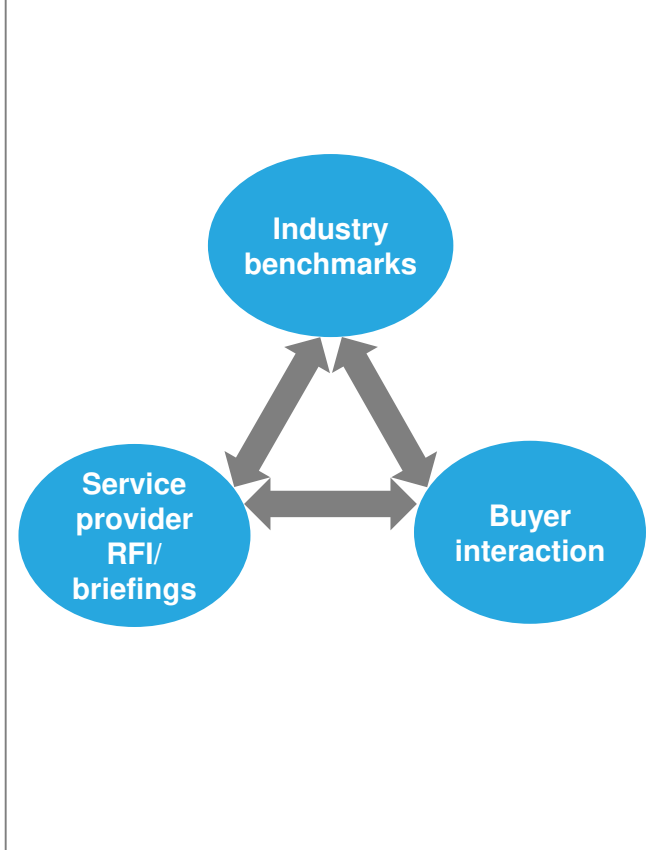 Industry
benchmarks
Service
provider
RFI/
briefings
Buyer
interaction